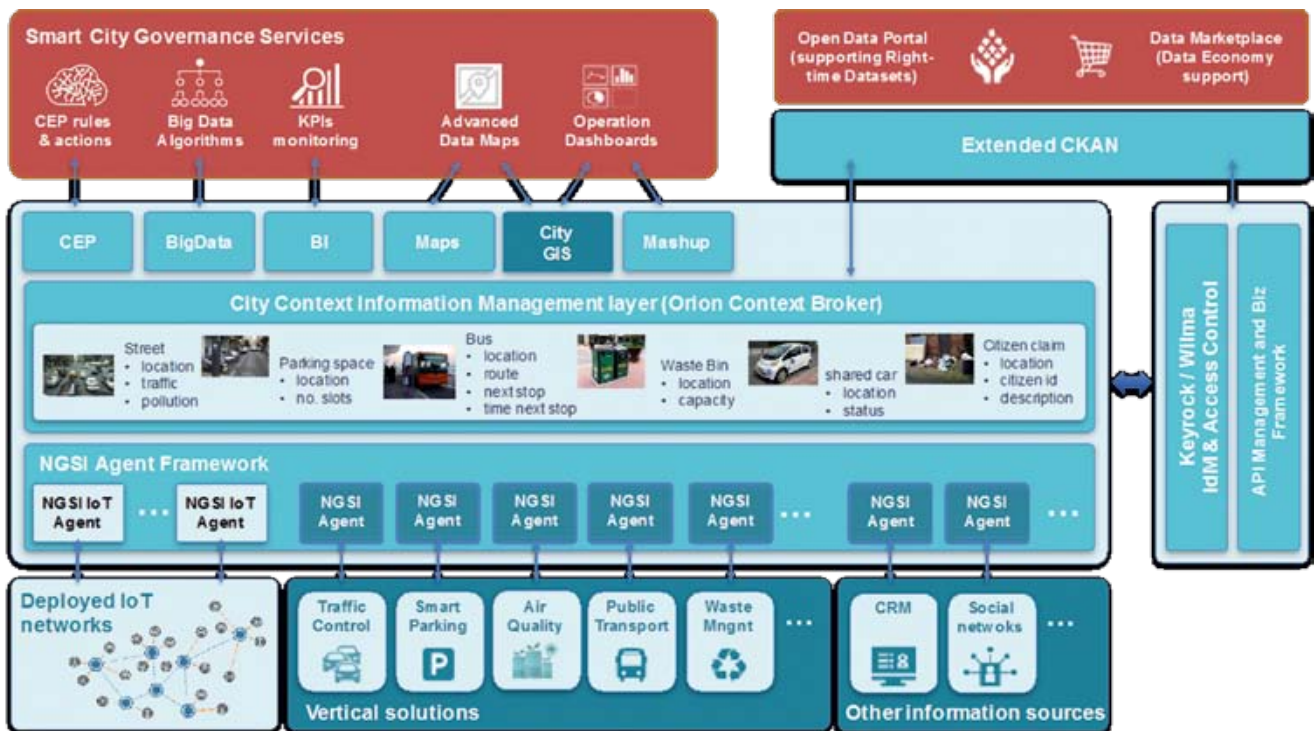 Smart City Governance Services
CEP rules
& actions
Big Data
Algorithms
KPIs
monitoring
Advanced
Data Maps
Operation
Dashboards
Open Data Portal
(supporting Right-
time Datasets)
Data Marketplace
(Data Economy
support)
Extended CKAN
CEP
BigData
BI
Maps
City
GIS
Mashup
City Context Information Management layer (Orion Context Broker)
Street
• location
• traffic
• pollution
Parking space
• location
• no. slots
Bus
• location
• route
• next stop
• time next stop
Waste Bin
• location
• capacity
shared car
• location
• status
Citizen claim
• location
• citizen id
• description
Keyrock / Wilma
IdM & Access Control
API Management and Biz
Framework
NGSI Agent Framework
NGSI IoT
Agent
...
NGSI IoT
Agent
NGSI
Agent
NGSI
Agent
NGSI
Agent
NGSI
Agent
NGSI
Agent
...
NGSI
Agent
NGSI
Agent
...
Deployed IoT
networks
Traffic
Control
Smart
Parking
P
Air
Quality
Public
Transport
Waste
Mngnt
...
Vertical solutions
CRM
Social
netwoks
...
Other information sources